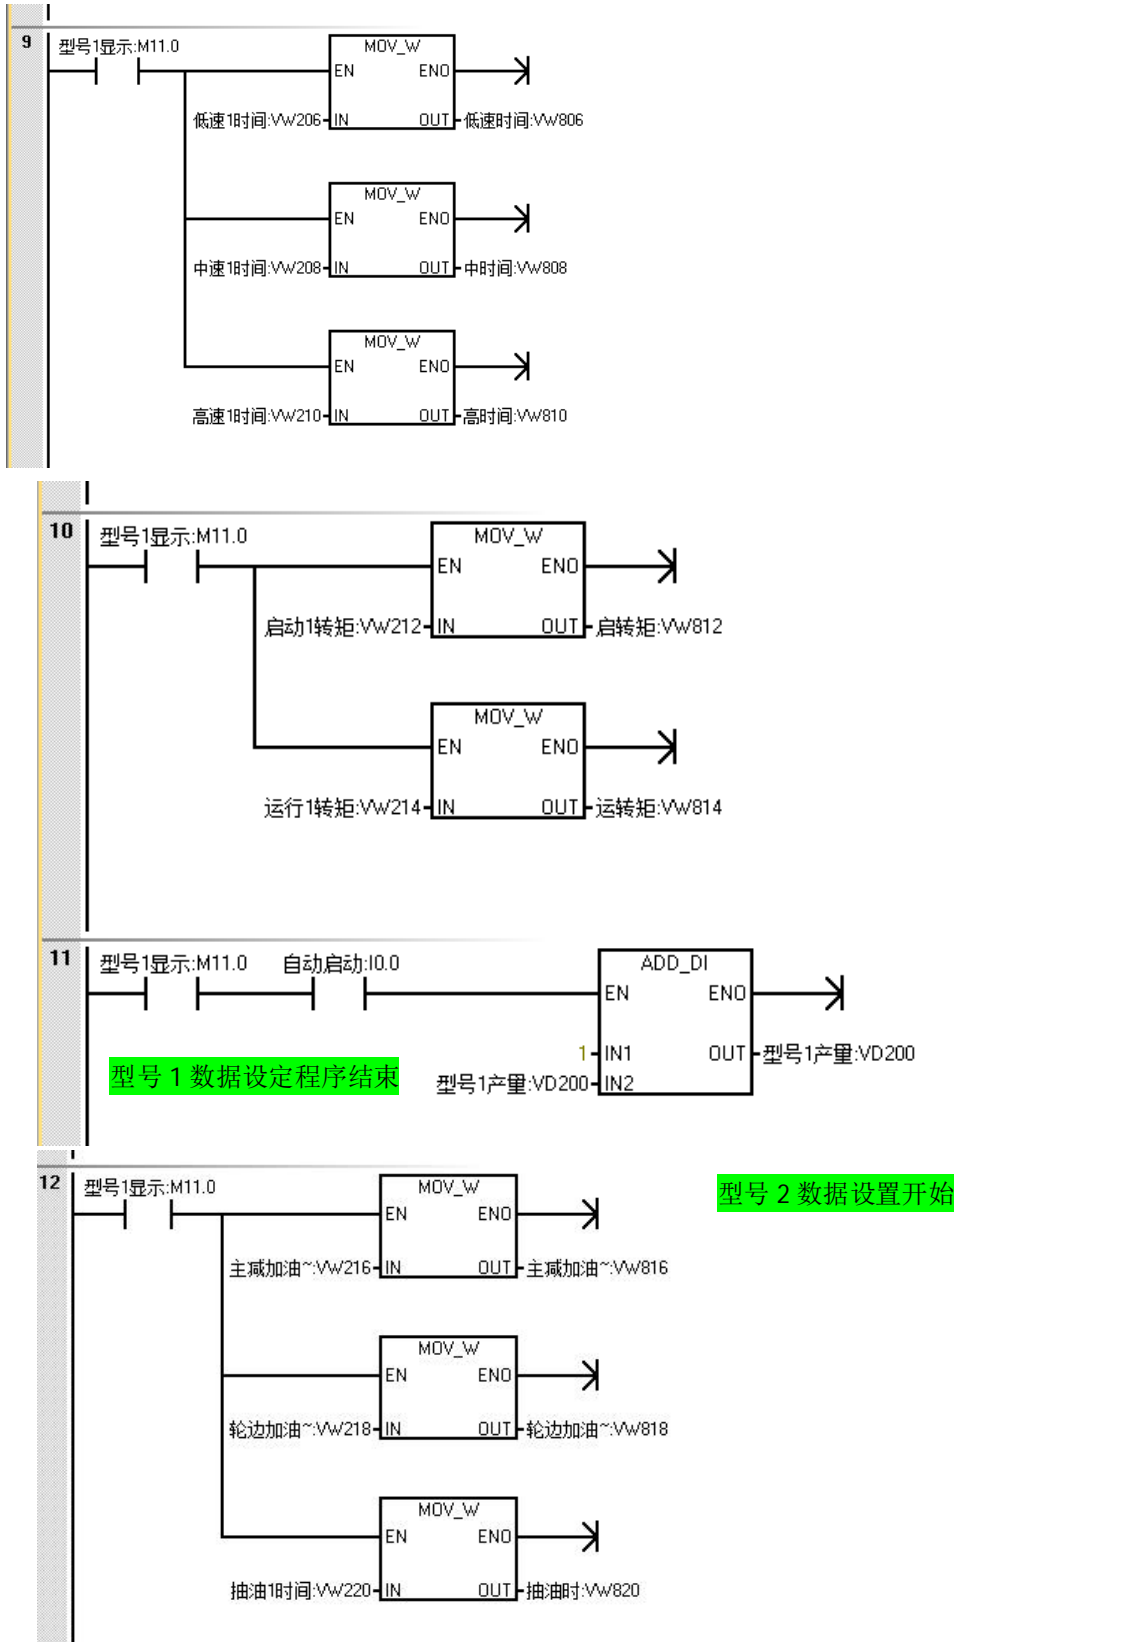 9
型号1显示:M11.0
MOV_W
EN ENO
低速1时间:VW206 IN OUT 低速时间:VW806
MOV_W
EN ENO
中速1时间:VW208 IN OUT 中时间:VW808
MOV_W
EN ENO
高速1时间:VW210 IN OUT 高时间:VW810
10
型号1显示:M11.0
MOV_W
EN ENO
启动1转矩:VW212 IN OUT 启转矩:VW812
MOV_W
EN ENO
运行1转矩:VW214 IN OUT 运转矩:VW814
11
型号1显示:M11.0 自动启动:I0.0 ADD_DI
EN ENO
1 IN1 OUT 型号1产量:VD200
型号1产量:VD200 IN2
型号 1 数据设定程序结束
12
型号1显示:M11.0
MOV_W
型号 2 数据设置开始
EN ENO
主减加油~:VW216 IN OUT 主减加油~:VW816
MOV_W
EN ENO
轮边加油~:VW218 IN OUT 轮边加油~:VW818
MOV_W
EN ENO
抽油1时间:VW220 IN OUT 抽油时:VW820